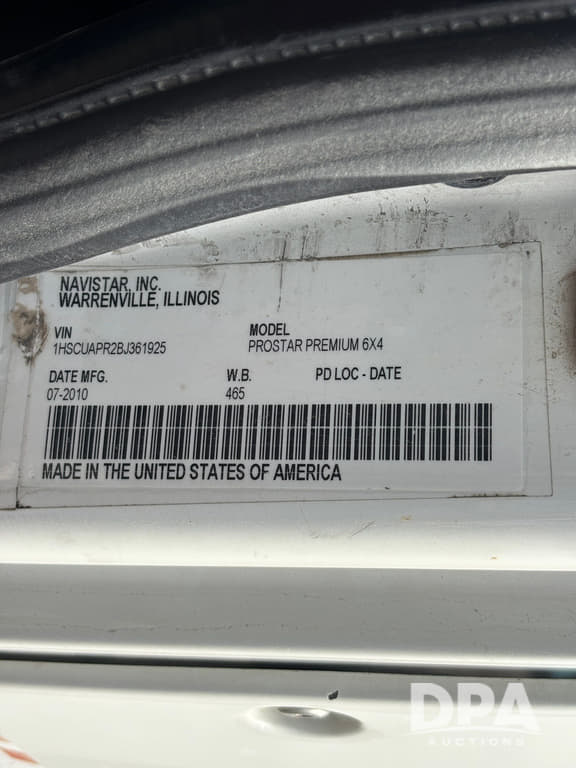 NAVISTAR, INC.
WARRENVILLE, ILLINOIS
VIN MODEL
1HSCUAPR2BJ361925 PROSTAR PREMIUM 6X4
DATE MFG. W.B. PD LOC - DATE
07-2010 465
MADE IN THE UNITED STATES OF AMERICA
DPA
AUCTIONS